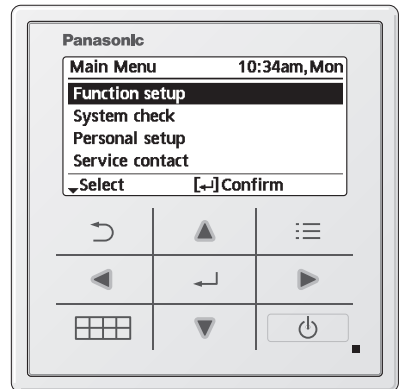 Panasonic
Main Menu 10:34am, Mon
Function setup
System check
Personal setup
Service contact
Select [↵] Confirm